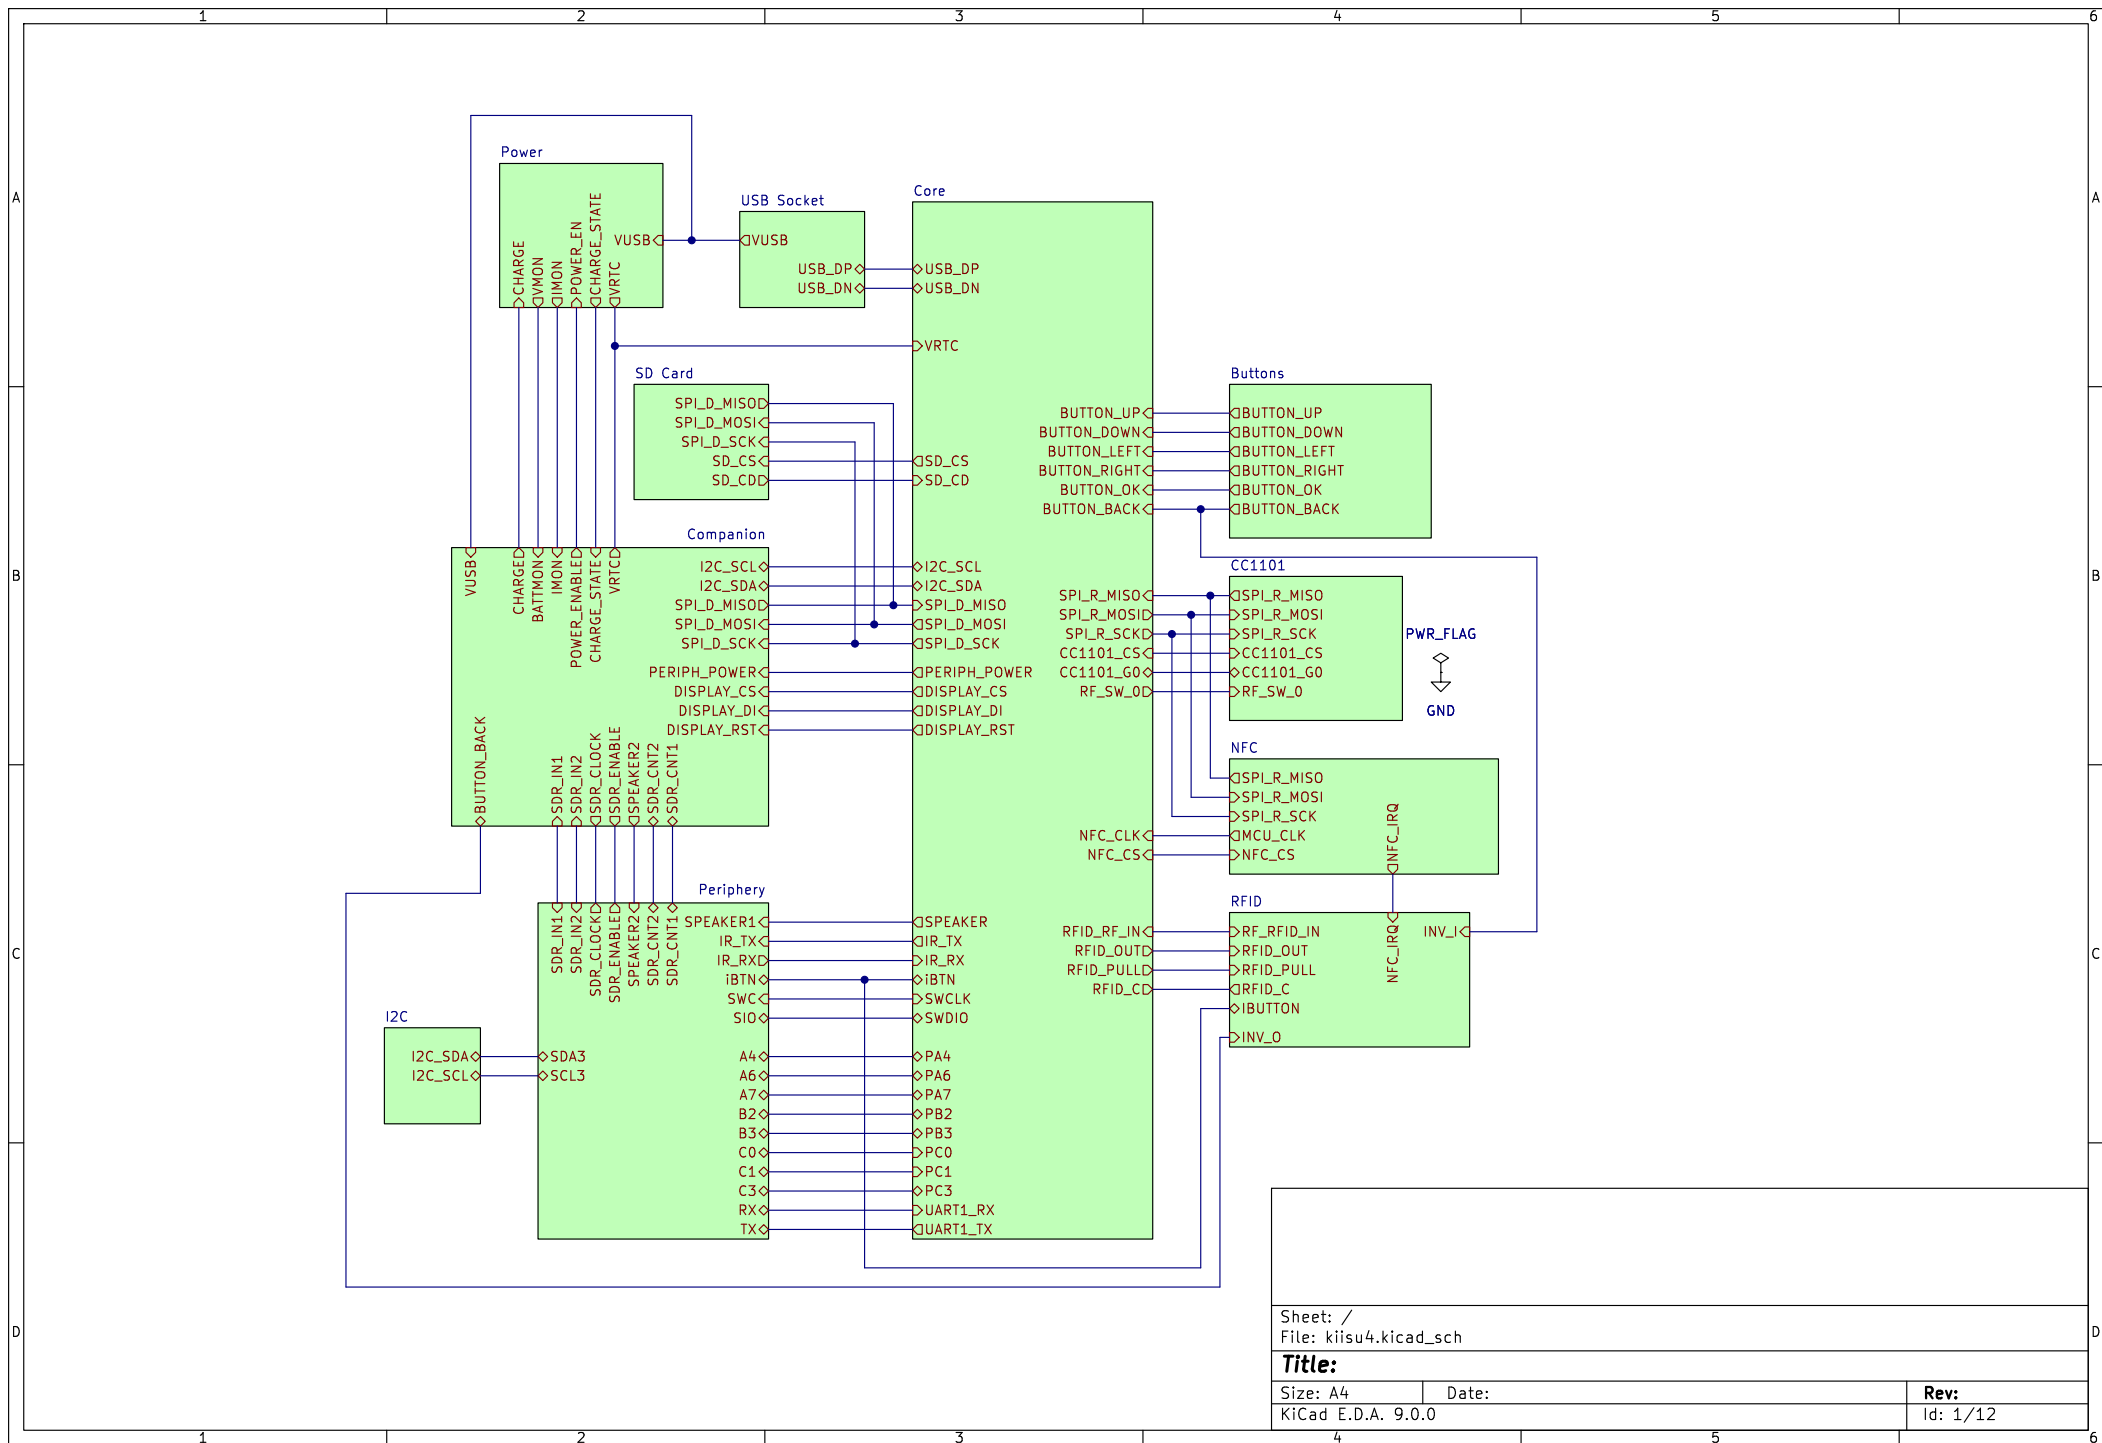 1 2 3 4 5 6
A A
B B
C C
D D
1 2 3 4 5 6
Power
CHARGE
VMON
IMON
POWER_EN
CHARGE_STATE
VRTC
VUSB
USB Socket
VUSB
USB_DP
USB_DN
SD Card
SPI_D_MISO
SPI_D_MOSI
SPI_D_SCK
SD_CS
SD_CD
Companion
VUSB
CHARGE
BATTMON
IMON
POWER_ENABLE
CHARGE_STATE
VRTC
I2C_SCL
I2C_SDA
SPI_D_MISO
SPI_D_MOSI
SPI_D_SCK
PERIPH_POWER
DISPLAY_CS
DISPLAY_DI
DISPLAY_RST
BUTTON_BACK
SDR_IN1
SDR_IN2
SDR_CLOCK
SDR_ENABLE
SPEAKER2
SDR_CNT2
SDR_CNT1
Periphery
SDR_IN1
SDR_IN2
SDR_CLOCK
SDR_ENABLE
SPEAKER2
SDR_CNT2
SDR_CNT1
SPEAKER1
IR_TX
IR_RX
iBTN
SWC
SIO
SDA3
SCL3
A4
A6
A7
B2
B3
C0
C1
C3
RX
TX
I2C
I2C_SDA
I2C_SCL
Core
USB_DP
USB_DN
VRTC
SD_CS
SD_CD
I2C_SCL
I2C_SDA
SPI_D_MISO
SPI_D_MOSI
SPI_D_SCK
PERIPH_POWER
DISPLAY_CS
DISPLAY_DI
DISPLAY_RST
SPEAKER
IR_TX
IR_RX
iBTN
SWCLK
SWDIO
PA4
PA6
PA7
PB2
PB3
PC0
PC1
PC3
UART1_RX
UART1_TX
BUTTON_UP
BUTTON_DOWN
BUTTON_LEFT
BUTTON_RIGHT
BUTTON_OK
BUTTON_BACK
SPI_R_MISO
SPI_R_MOSI
SPI_R_SCK
CC1101_CS
CC1101_G0
RF_SW_0
NFC_CLK
NFC_CS
RFID_RF_IN
RFID_OUT
RFID_PULL
RFID_C
Buttons
BUTTON_UP
BUTTON_DOWN
BUTTON_LEFT
BUTTON_RIGHT
BUTTON_OK
BUTTON_BACK
CC1101
SPI_R_MISO
SPI_R_MOSI
SPI_R_SCK
CC1101_CS
CC1101_G0
RF_SW_0
PWR_FLAG
GND
NFC
SPI_R_MISO
SPI_R_MOSI
SPI_R_SCK
MCU_CLK
NFC_CS
NFC_IRQ
RFID
RF_RFID_IN
RFID_OUT
RFID_PULL
RFID_C
IBUTTON
INV_O
NFC_IRQ
INV_I
Sheet: /
File: kiisu4.kicad_sch
Title:
Size: A4 Date: Rev:
KiCad E.D.A. 9.0.0 Id: 1/12